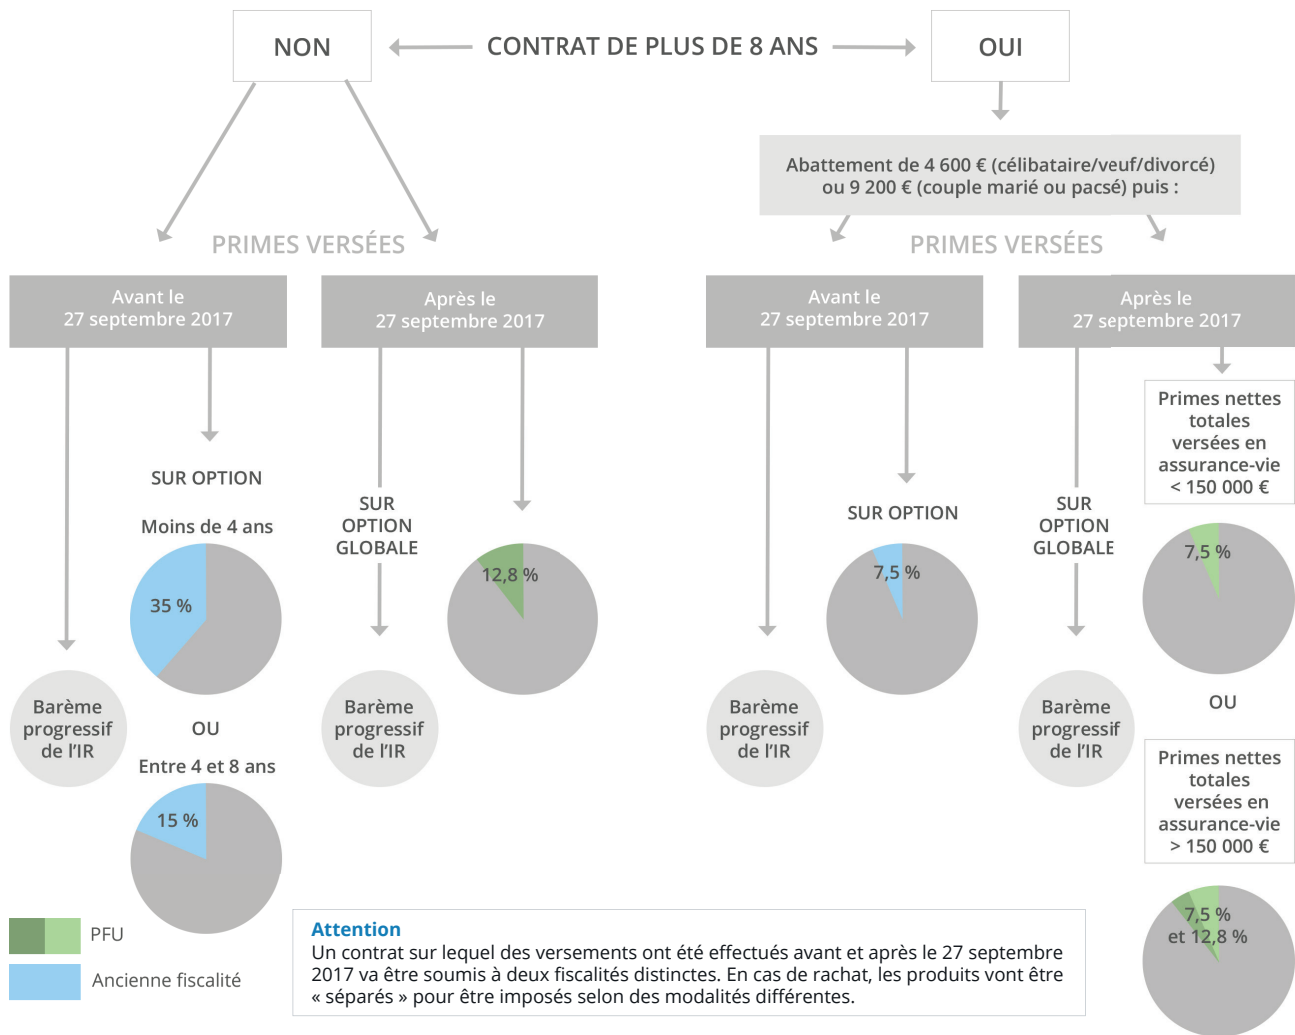 NON
CONTRAT DE PLUS DE 8 ANS
OUI
Abattement de 4 600 € (célibataire/veuf/divorcé)
ou 9 200 € (couple marié ou pacsé) puis :
PRIMES VERSÉES
PRIMES VERSÉES
Avant le
27 septembre 2017
Après le
27 septembre 2017
Avant le
27 septembre 2017
Après le
27 septembre 2017
SUR OPTION
Moins de 4 ans
35 %
OU
Entre 4 et 8 ans
15 %
Barème
progressif
de l'IR
SUR
OPTION
GLOBALE
12,8 %
Barème
progressif
de l'IR
SUR OPTION
7,5 %
Barème
progressif
de l'IR
SUR
OPTION
GLOBALE
Barème
progressif
de l'IR
Primes nettes
totales
versées en
assurance-vie
< 150 000 €
7,5 %
OU
Primes nettes
totales
versées en
assurance-vie
> 150 000 €
7,5 %
et 12,8 %
PFU
Ancienne fiscalité
Attention
Un contrat sur lequel des versements ont été effectués avant et après le 27 septembre
2017 va être soumis à deux fiscalités distinctes. En cas de rachat, les produits vont être
« séparés » pour être imposés selon des modalités différentes.